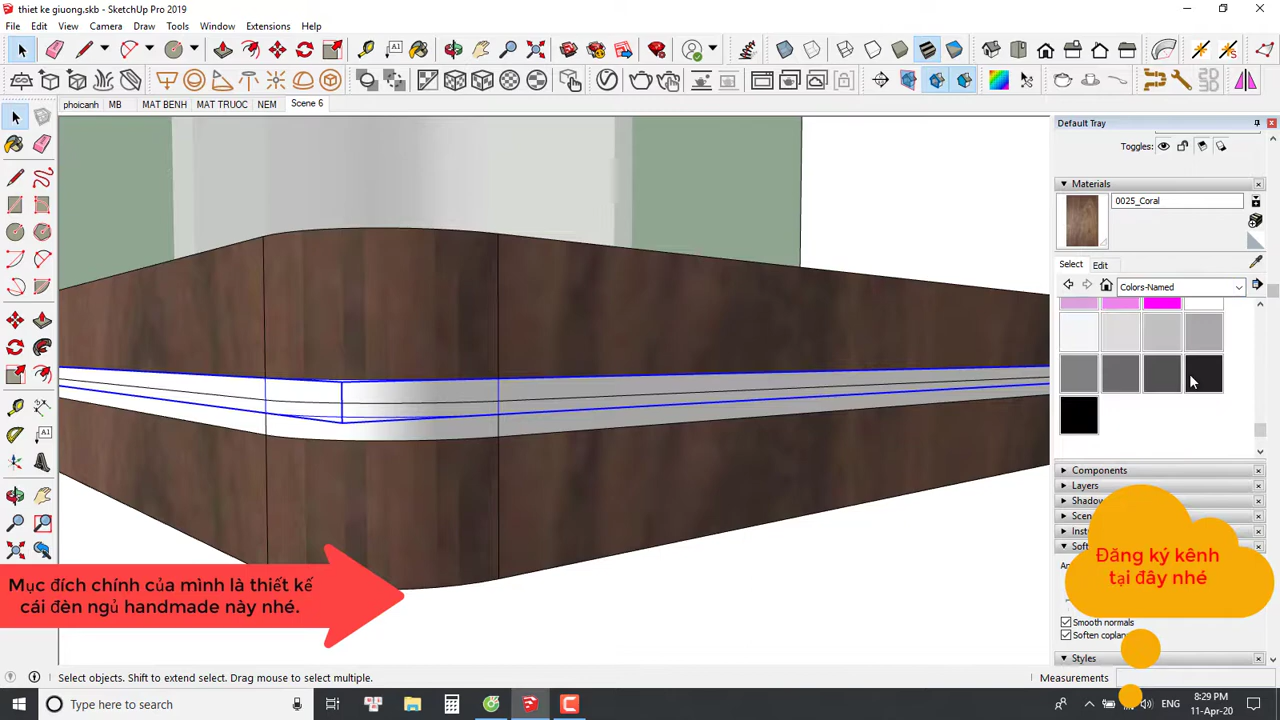 thiet ke giuong.skb - SketchUp Pro 2019
File Edit View Camera Draw Tools Extensions Help
phoicanh MB MAT BENH MAT TRUOC NEM Scene 6
Default Tray
Toggles:
Materials
0025_Coral
Select Edit
Colors-Named
Components
Layers
Shadow
Scen
Inst
Soft
Mục đích chính của mình là thiết kế
cái đèn ngủ handmade này nhé.
Đăng ký kênh
tại đây nhé
Smooth normals
Soften coplan
Styles
Select objects. Shift to extend select. Drag mouse to select multiple.
Measurements
Type here to search
ENG
8:29 PM
11-Apr-20